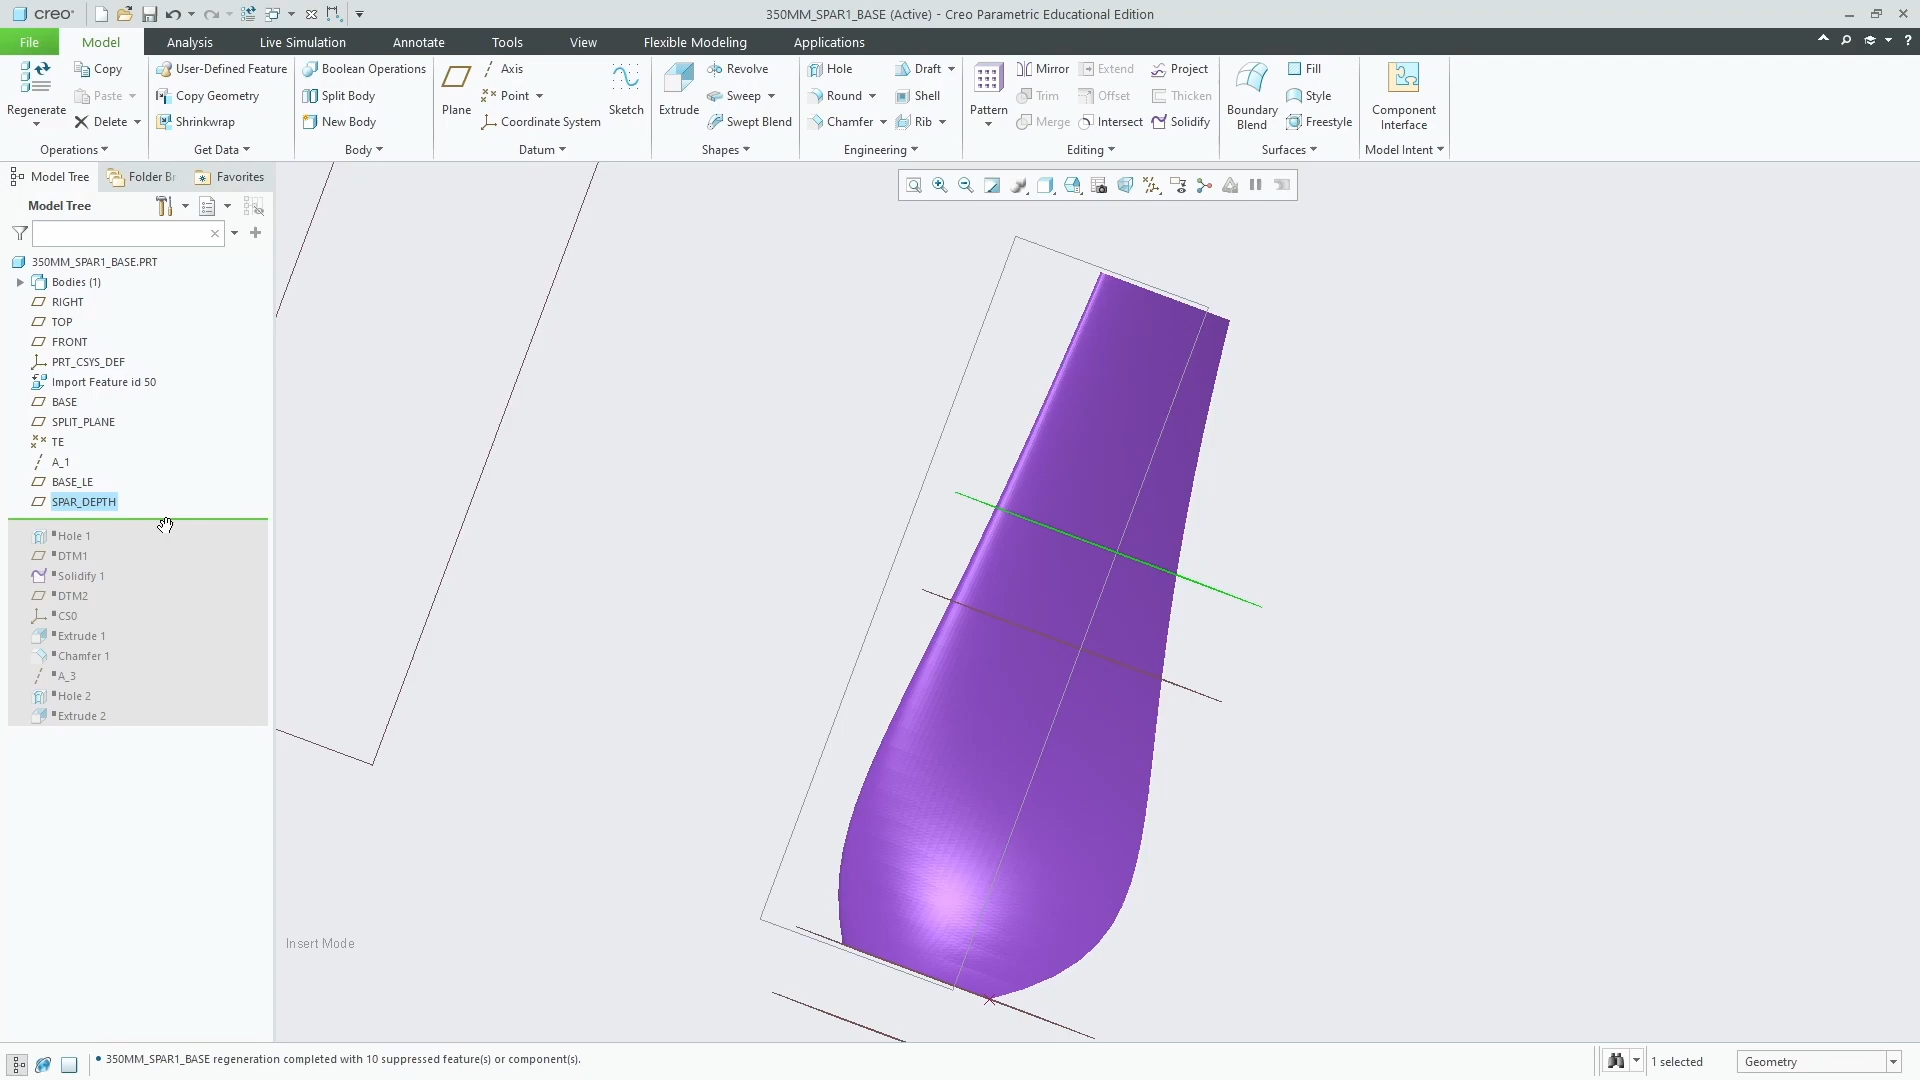 creo
350MM_SPAR1_BASE (Active) - Creo Parametric Educational Edition
File
Model
Analysis
Live Simulation
Annotate
Tools
View
Flexible Modeling
Applications
Regenerate
Copy
Paste
Delete
Operations
User-Defined Feature
Copy Geometry
Shrinkwrap
Get Data
Boolean Operations
Split Body
New Body
Body
Plane
Axis
Point
Coordinate System
Sketch
Datum
Extrude
Revolve
Sweep
Swept Blend
Shapes
Hole
Round
Chamfer
Draft
Shell
Rib
Engineering
Pattern
Mirror
Trim
Merge
Extend
Offset
Intersect
Project
Thicken
Solidify
Editing
Boundary
Blend
Fill
Style
Freestyle
Surfaces
Component
Interface
Model Intent
Model Tree
Folder Br
Favorites
Model Tree
350MM_SPAR1_BASE.PRT
Bodies (1)
RIGHT
TOP
FRONT
PRT_CSYS_DEF
Import Feature id 50
BASE
SPLIT_PLANE
TE
A_1
BASE_LE
SPAR_DEPTH
Hole 1
DTM1
Solidify 1
DTM2
CS0
Extrude 1
Chamfer 1
A_3
Hole 2
Extrude 2
Insert Mode
• 350MM_SPAR1_BASE regeneration completed with 10 suppressed feature(s) or component(s).
1 selected
Geometry